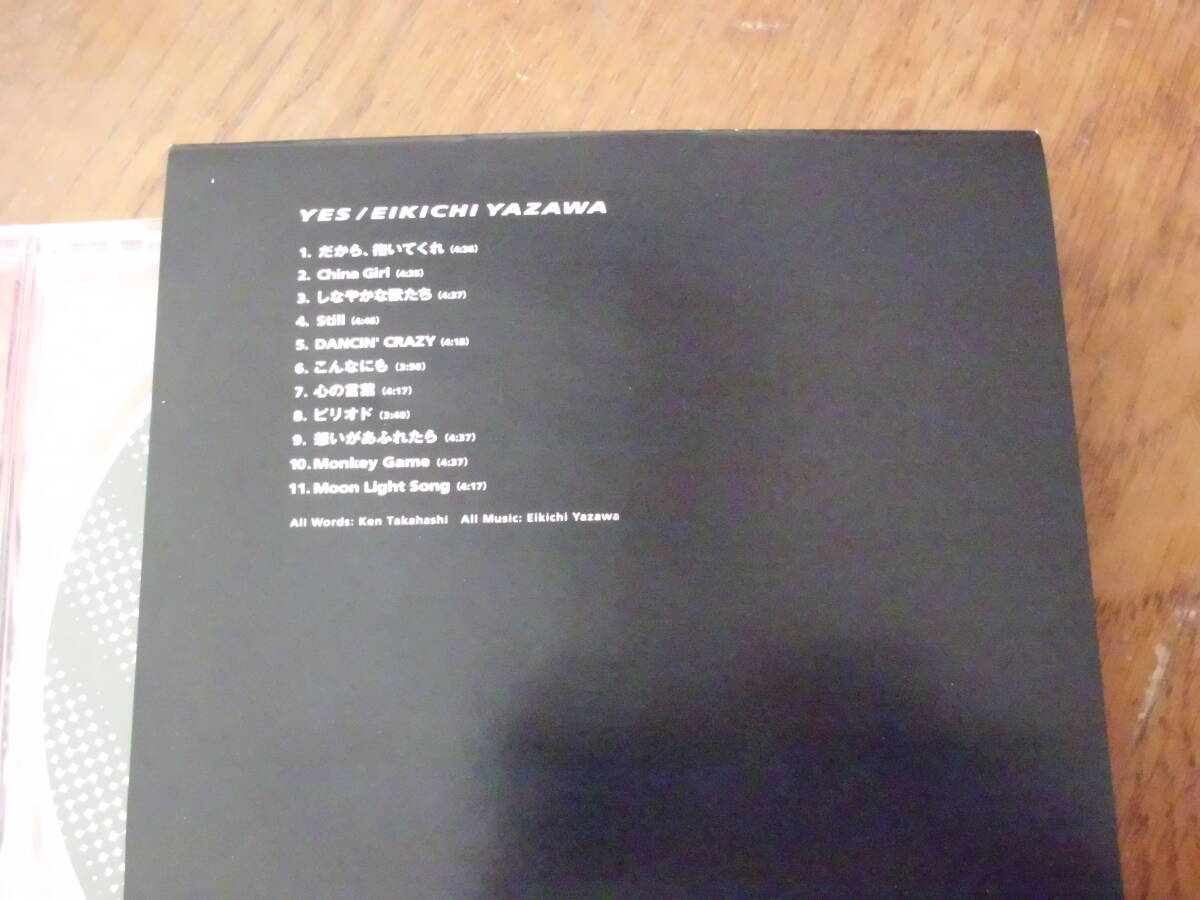 YES / EIKICHI YAZAWA
1. だから、抱いてくれ (4:36)
2. China Girl (4:35)
3. しなやかな獣たち (4:37)
4. Still (4:46)
5. DANCIN' CRAZY (4:18)
6. こんなにも (3:56)
7. 心の言葉 (4:17)
8. ピリオド (3:40)
9. 想いがあふれたら (4:37)
10. Monkey Game (4:37)
11. Moon Light Song (4:17)
All Words: Ken Takahashi All Music: Eikichi Yazawa